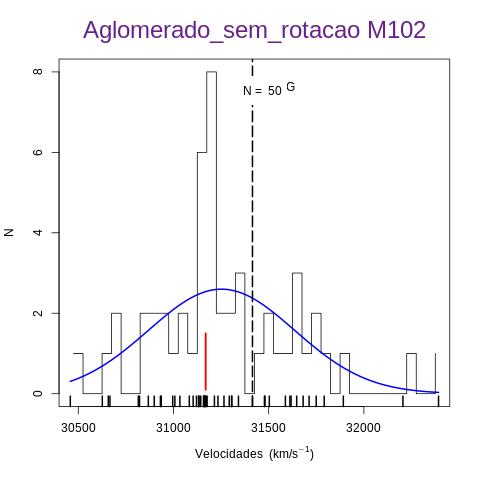 Aglomerado_sem_rotacao M102
N = 50 G
8
6
4
2
0
N
30500 31000 31500 32000
Velocidades (km/s⁻¹)